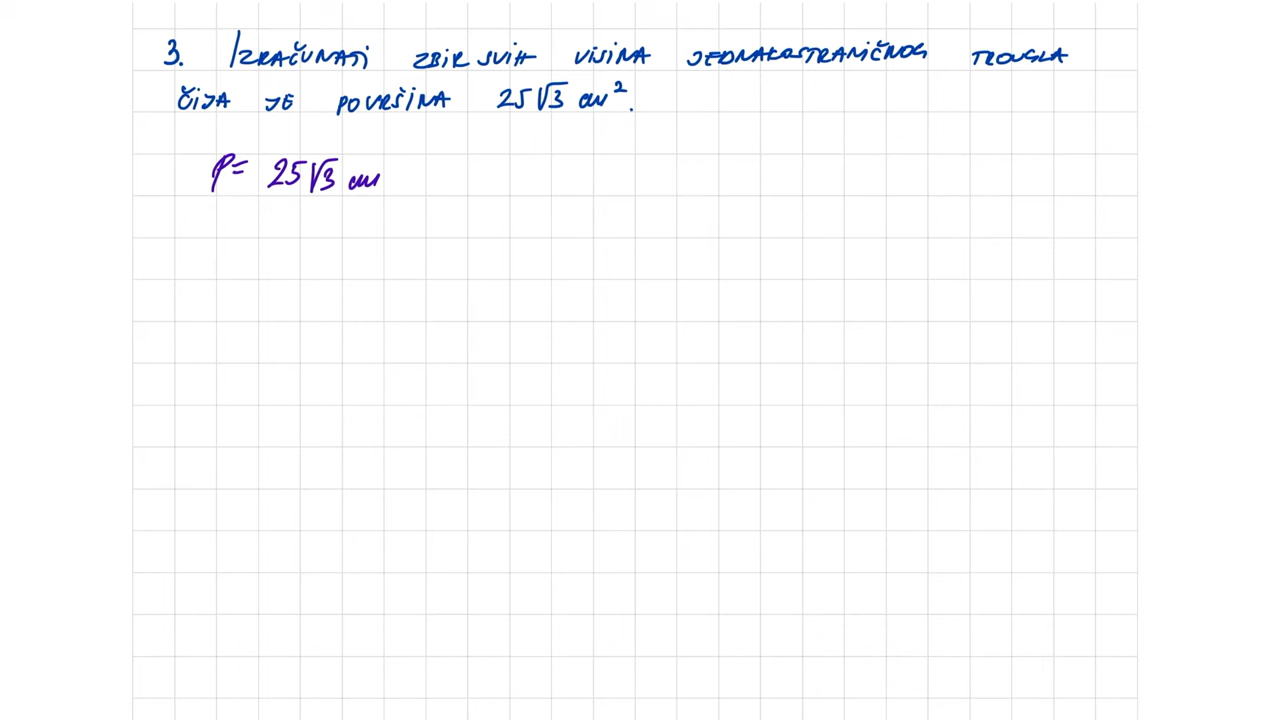 3. IZRAČUNATI ZBIR SVIH VISINA JEDNAKOSTRANIČNOG TROUGLA
ČIJA JE POVRŠINA 25√3 cm².
P= 25√3 cm